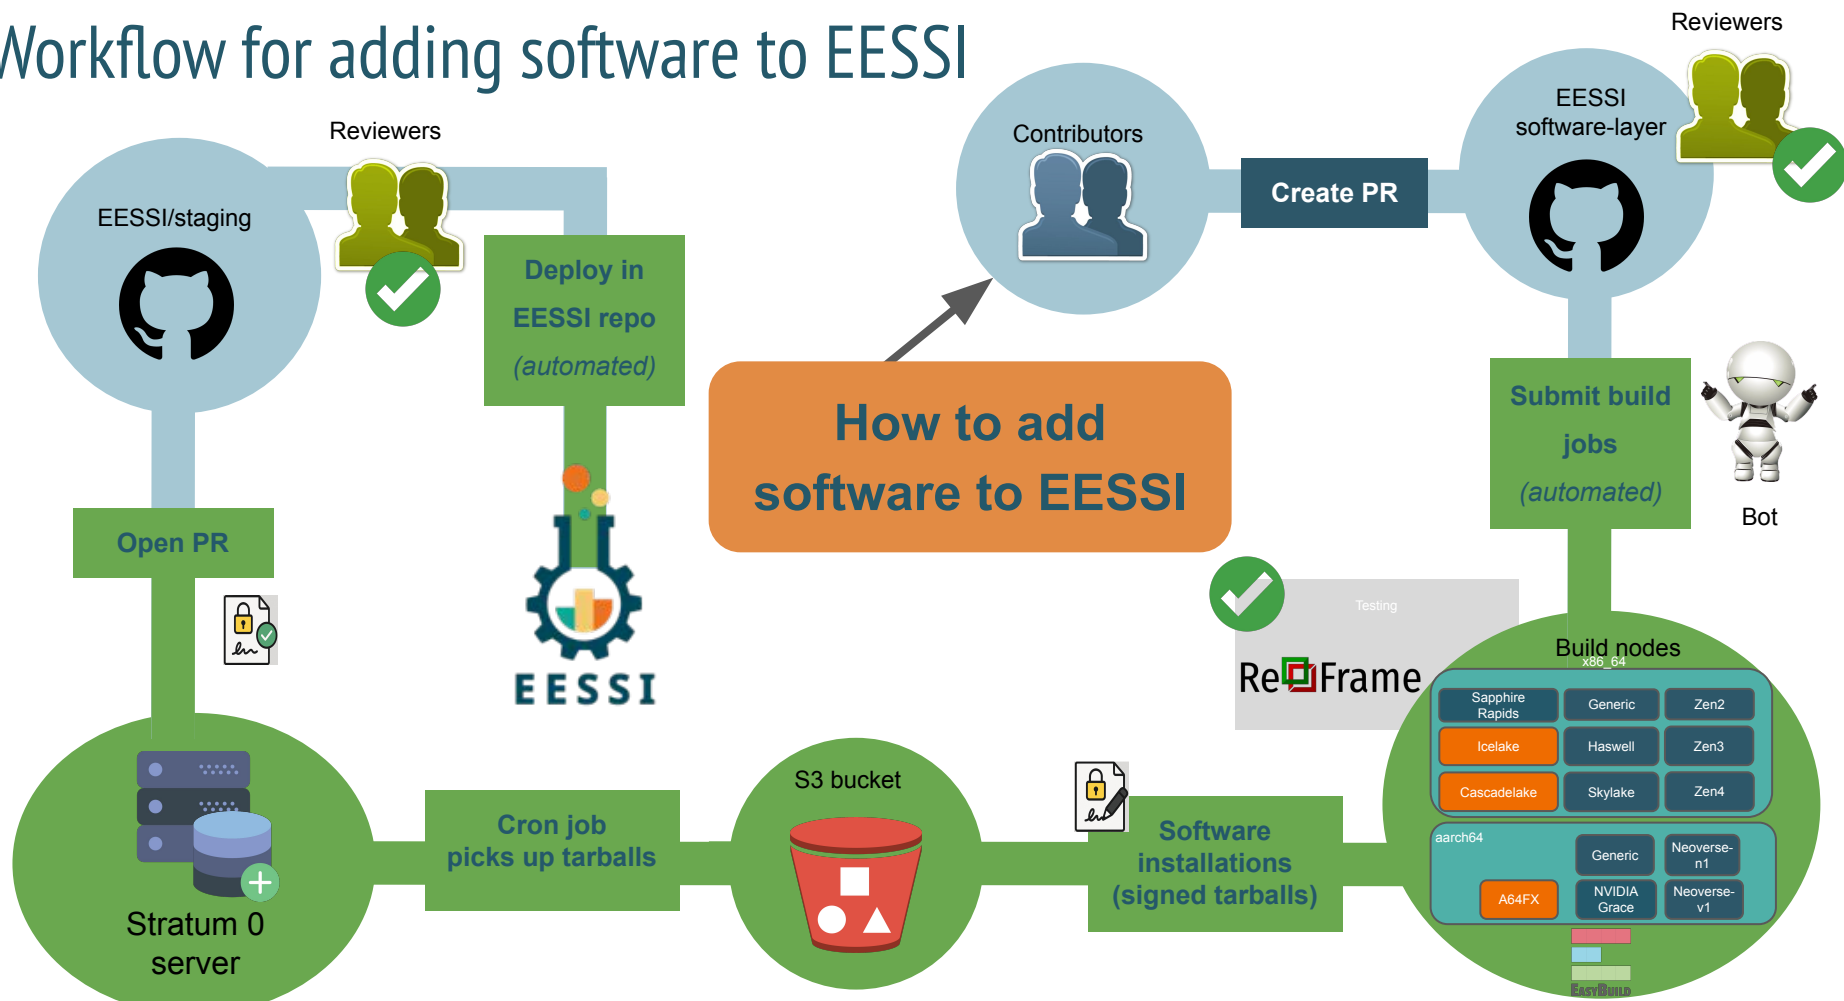 Workflow for adding software to EESSI
Reviewers
EESSI/staging
Deploy in
EESSI repo
(automated)
Contributors
Create PR
EESSI
software-layer
Reviewers
How to add
software to EESSI
Submit build
jobs
(automated)
Bot
Open PR
EESSI
Testing
ReFrame
Build nodes
x86_64
Sapphire
Rapids
Generic
Zen2
Icelake
Haswell
Zen3
Cascadelake
Skylake
Zen4
aarch64
Generic
Neoverse-
n1
A64FX
NVIDIA
Grace
Neoverse-
v1
EASYBUILD
Software
installations
(signed tarballs)
S3 bucket
Cron job
picks up tarballs
Stratum 0
server